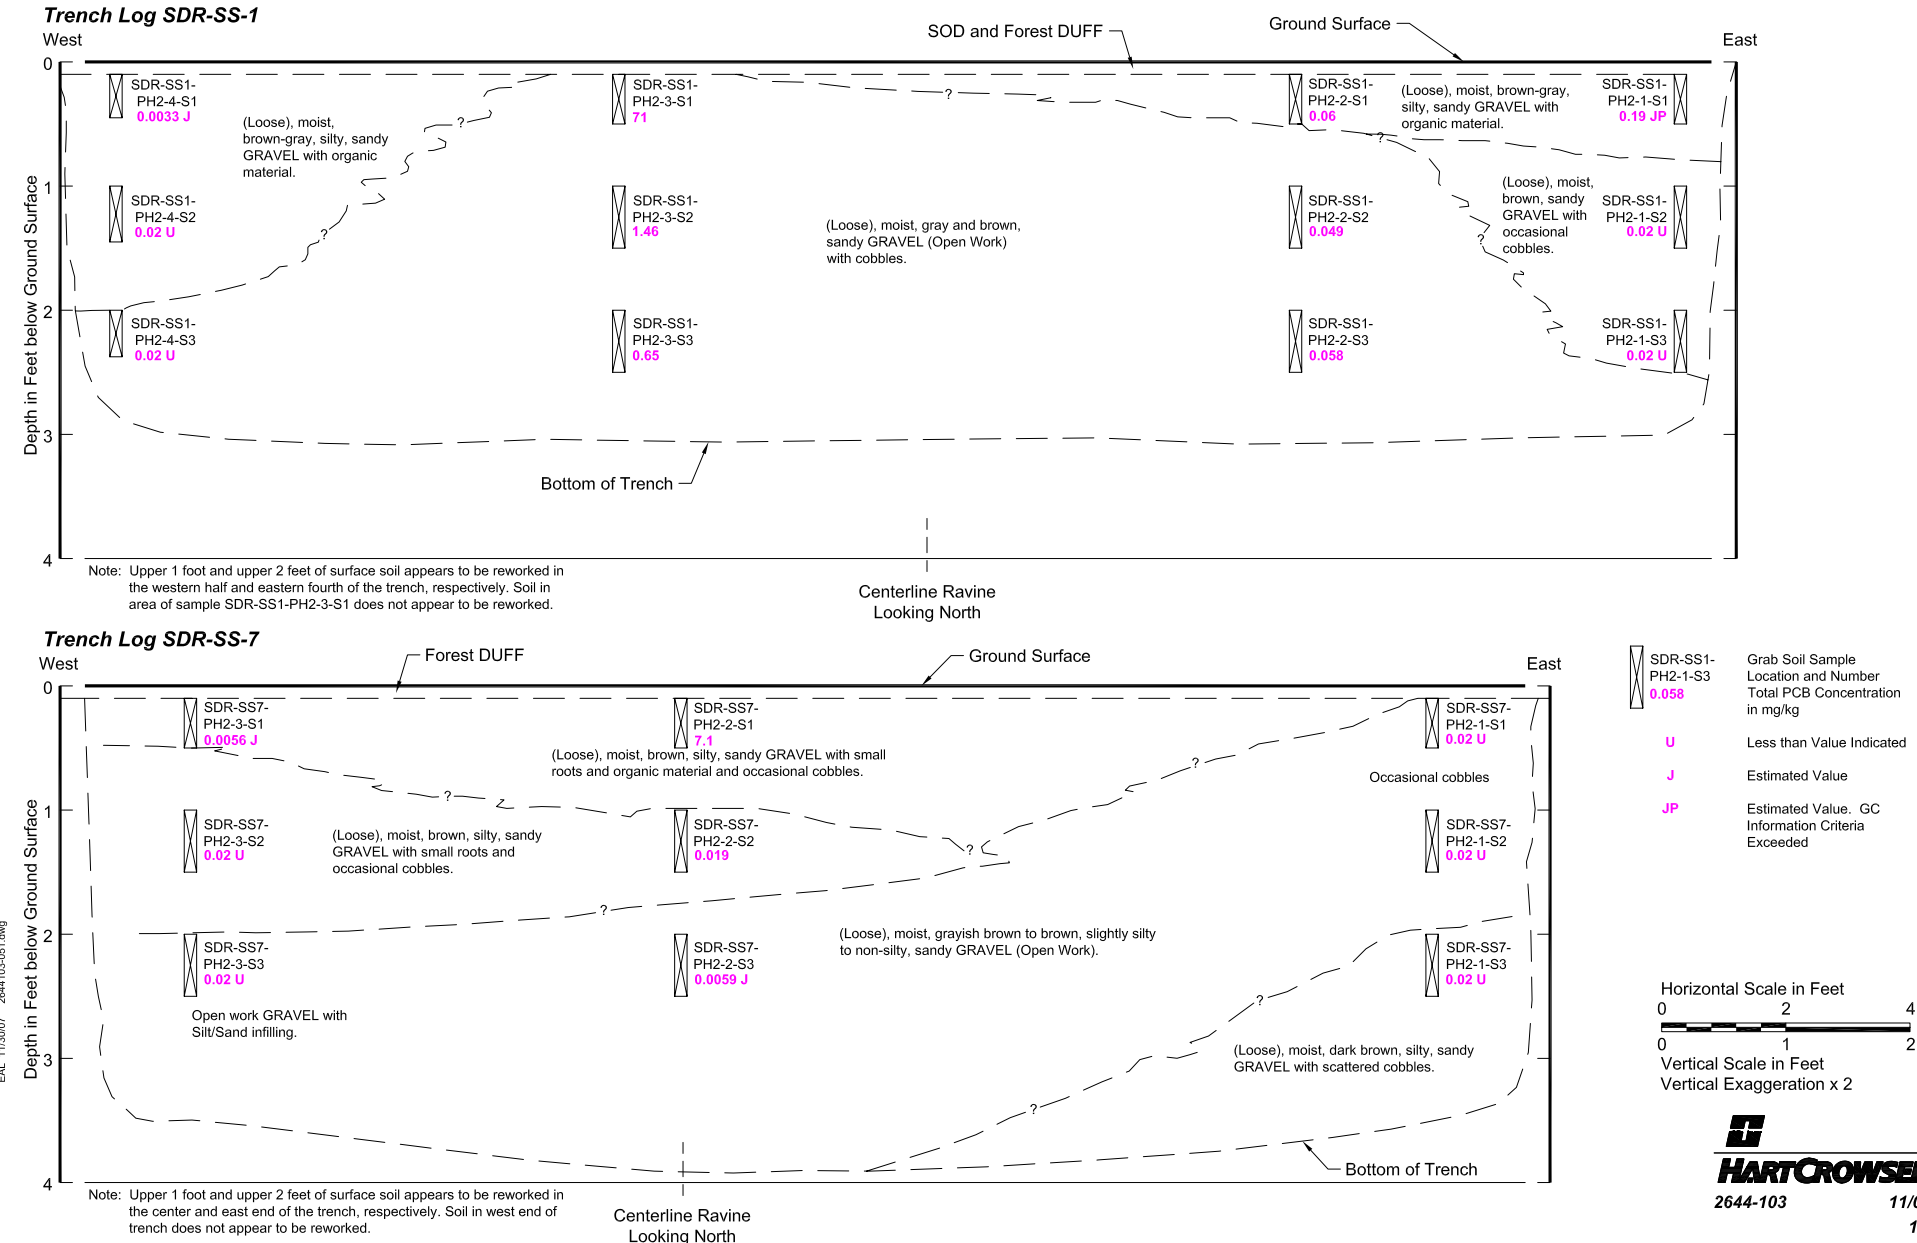 Trench Log SDR-SS-1
West
SOD and Forest DUFF
Ground Surface
East
0
1
2
3
4
Depth in Feet below Ground Surface
SDR-SS1-
PH2-4-S1
0.0033 J
(Loose), moist,
brown-gray, silty, sandy
GRAVEL with organic
material.
?
SDR-SS1-
PH2-3-S1
71
?
SDR-SS1-
PH2-2-S1
0.06
(Loose), moist, brown-gray,
silty, sandy GRAVEL with
organic material.
?
SDR-SS1-
PH2-1-S1
0.19 JP
SDR-SS1-
PH2-4-S2
0.02 U
?
SDR-SS1-
PH2-3-S2
1.46
(Loose), moist, gray and brown,
sandy GRAVEL (Open Work)
with cobbles.
SDR-SS1-
PH2-2-S2
0.049
?
(Loose), moist,
brown, sandy
GRAVEL with
occasional
cobbles.
SDR-SS1-
PH2-1-S2
0.02 U
SDR-SS1-
PH2-4-S3
0.02 U
SDR-SS1-
PH2-3-S3
0.65
SDR-SS1-
PH2-2-S3
0.058
SDR-SS1-
PH2-1-S3
0.02 U
Bottom of Trench
Note: Upper 1 foot and upper 2 feet of surface soil appears to be reworked in
the western half and eastern fourth of the trench, respectively. Soil in
area of sample SDR-SS1-PH2-3-S1 does not appear to be reworked.
Centerline Ravine
Looking North
Trench Log SDR-SS-7
West
Forest DUFF
Ground Surface
East
0
1
2
3
4
Depth in Feet below Ground Surface
SDR-SS7-
PH2-3-S1
0.0056 J
SDR-SS7-
PH2-2-S1
7.1
(Loose), moist, brown, silty, sandy GRAVEL with small
roots and organic material and occasional cobbles.
?
SDR-SS7-
PH2-1-S1
0.02 U
Occasional cobbles
?
SDR-SS7-
PH2-3-S2
0.02 U
(Loose), moist, brown, silty, sandy
GRAVEL with small roots and
occasional cobbles.
SDR-SS7-
PH2-2-S2
0.019
?
SDR-SS7-
PH2-1-S2
0.02 U
?
SDR-SS7-
PH2-3-S3
0.02 U
Open work GRAVEL with
Silt/Sand infilling.
SDR-SS7-
PH2-2-S3
0.0059 J
(Loose), moist, grayish brown to brown, slightly silty
to non-silty, sandy GRAVEL (Open Work).
SDR-SS7-
PH2-1-S3
0.02 U
?
(Loose), moist, dark brown, silty, sandy
GRAVEL with scattered cobbles.
?
Bottom of Trench
Note: Upper 1 foot and upper 2 feet of surface soil appears to be reworked in
the center and east end of the trench, respectively. Soil in west end of
trench does not appear to be reworked.
Centerline Ravine
Looking North
SDR-SS1-
PH2-1-S3
0.058
Grab Soil Sample
Location and Number
Total PCB Concentration
in mg/kg
U Less than Value Indicated
J Estimated Value
JP Estimated Value. GC
Information Criteria
Exceeded
Horizontal Scale in Feet
0 2 4
0 1 2
Vertical Scale in Feet
Vertical Exaggeration x 2
HARTCROWSE
2644-103 11/0
1
EAL 11/30/07